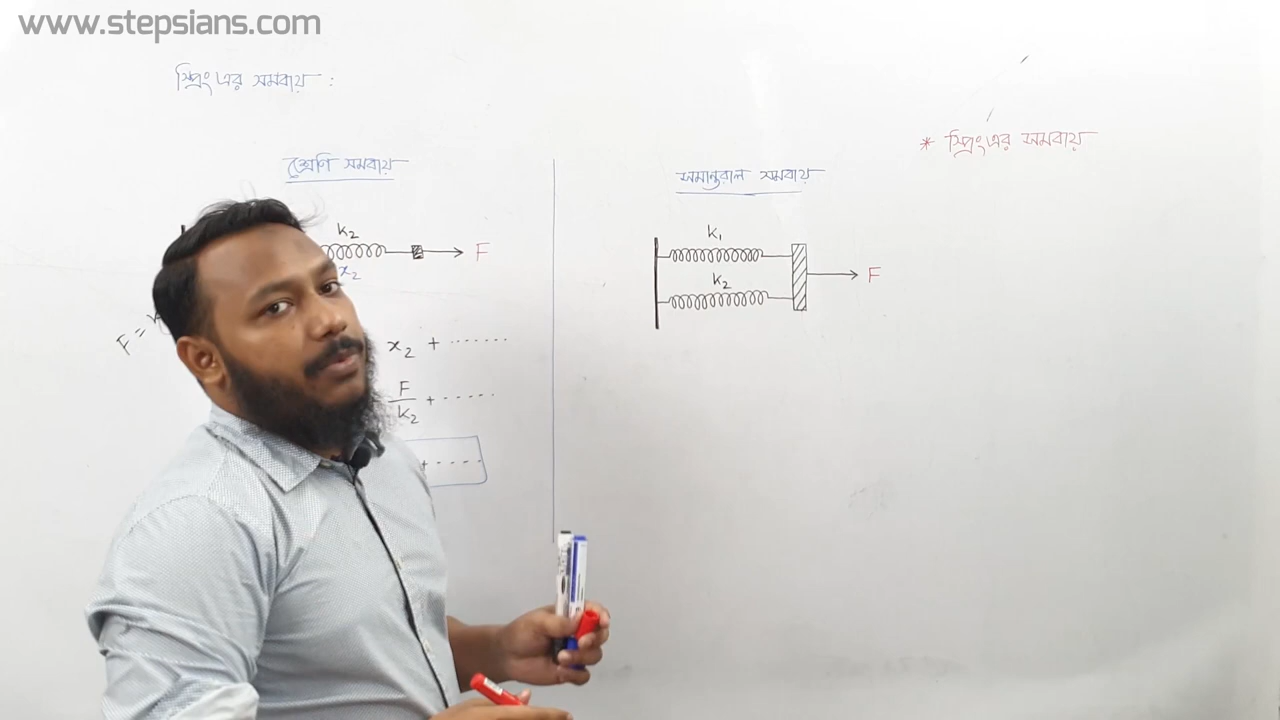 www.stepsians.com
স্প্রিং এর সমবায় :
শ্রেণি সমবায়
k₂
F
x₂
F =
x₂ + .......
F/k₂ + ......
+ -----
সমান্তরাল সমবায়
k₁
k₂
F
* স্প্রিং এর সমবায়